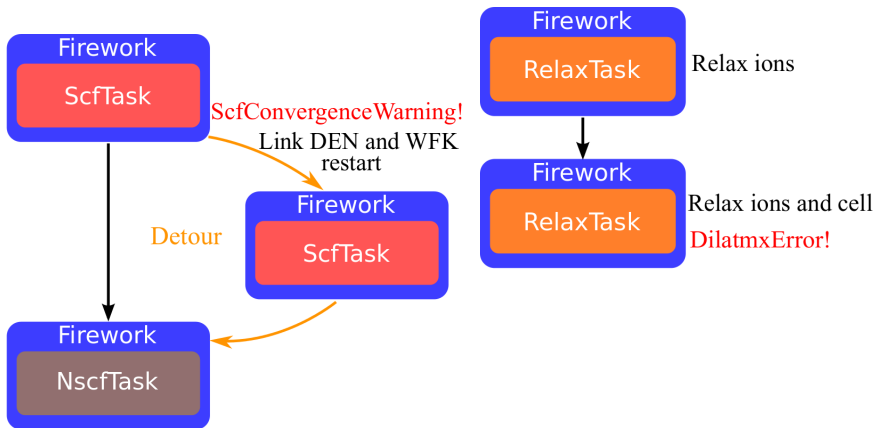 Firework
ScfTask
ScfConvergenceWarning!
Link DEN and WFK
restart
Detour
Firework
ScfTask
Firework
NscfTask
Firework
RelaxTask
Relax ions
Firework
RelaxTask
Relax ions and cell
DilatmxError!